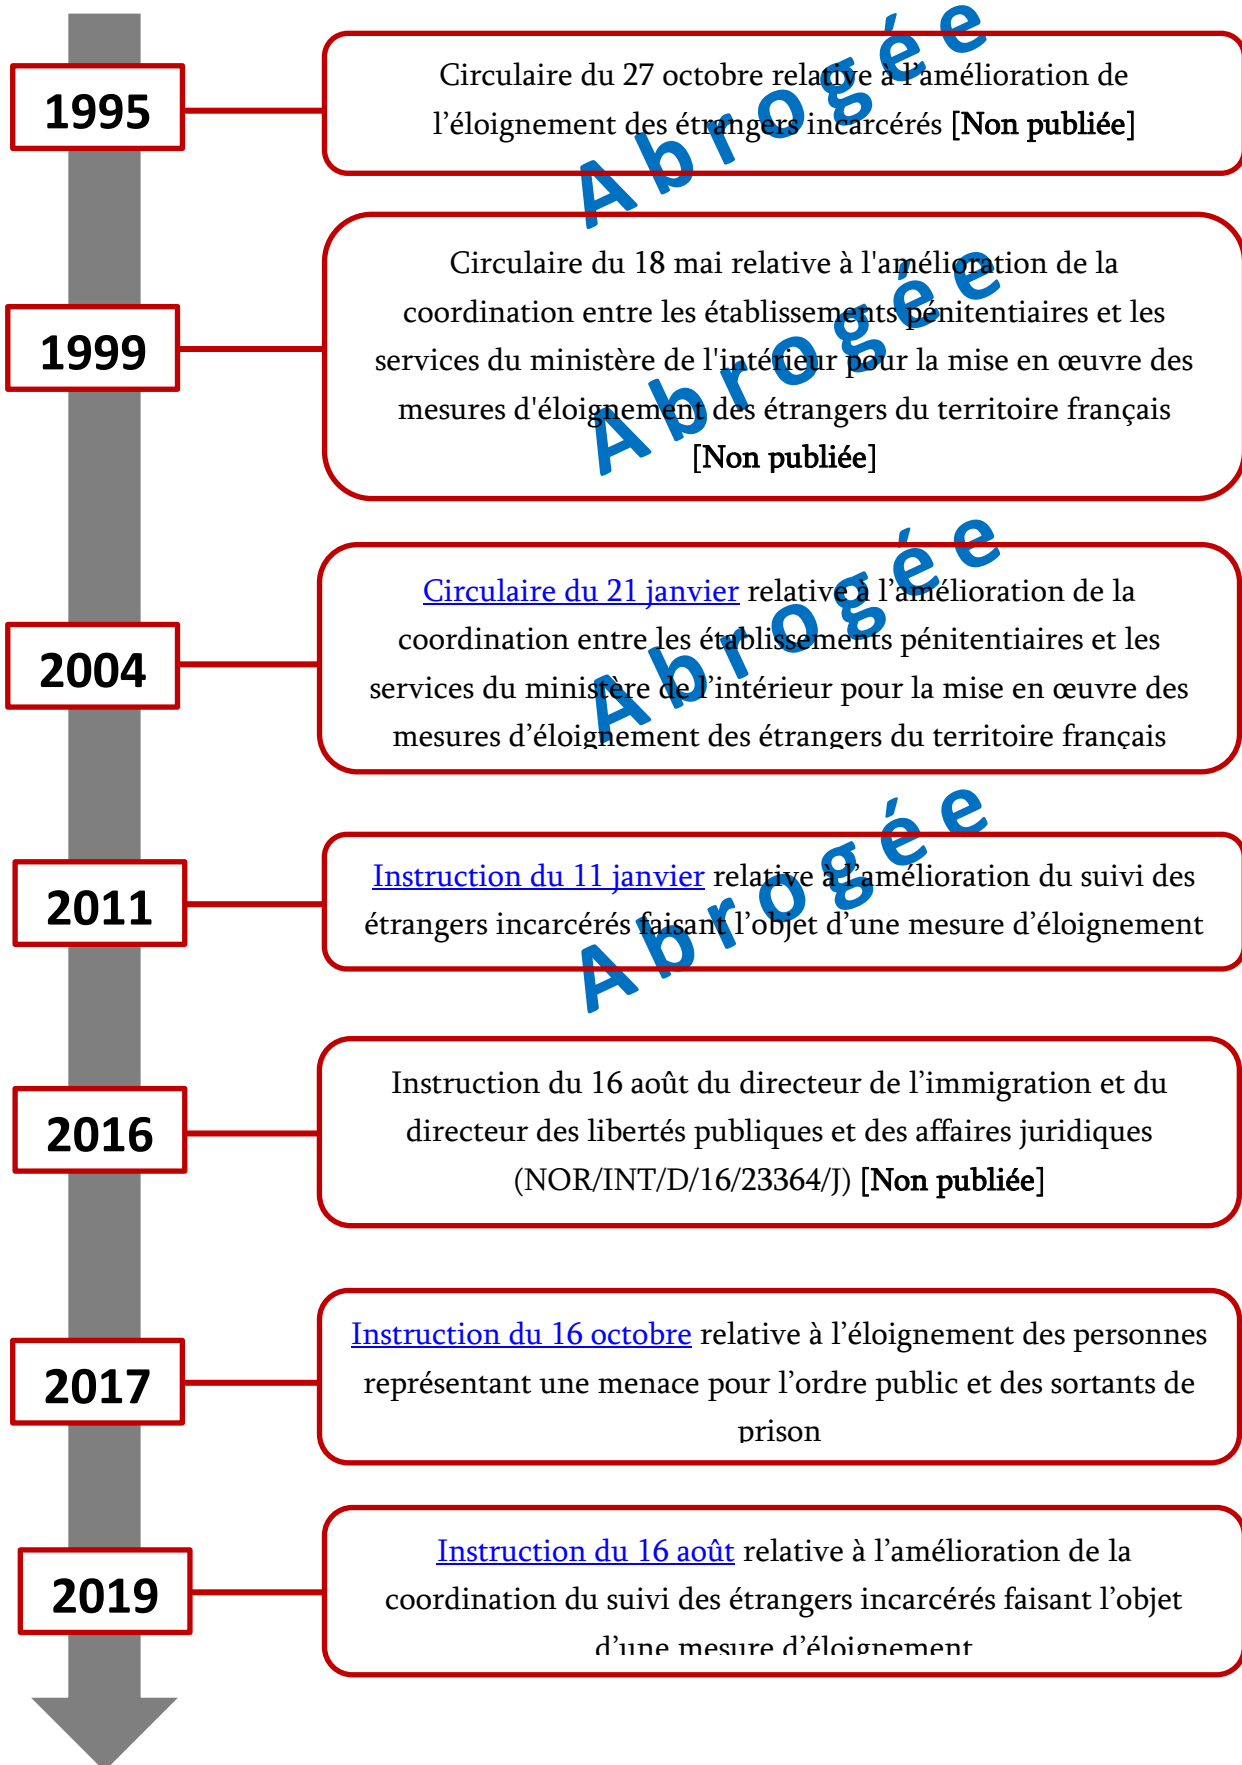 1995
Circulaire du 27 octobre relative à l’amélioration de
l’éloignement des étrangers incarcérés [Non publiée]
Abrogée
1999
Circulaire du 18 mai relative à l'amélioration de la
coordination entre les établissements pénitentiaires et les
services du ministère de l'intérieur pour la mise en œuvre des
mesures d'éloignement des étrangers du territoire français
[Non publiée]
Abrogée
2004
Circulaire du 21 janvier relative à l’amélioration de la
coordination entre les établissements pénitentiaires et les
services du ministère de l’intérieur pour la mise en œuvre des
mesures d’éloignement des étrangers du territoire français
Abrogée
2011
Instruction du 11 janvier relative à l’amélioration du suivi des
étrangers incarcérés faisant l’objet d’une mesure d’éloignement
Abrogée
2016
Instruction du 16 août du directeur de l’immigration et du
directeur des libertés publiques et des affaires juridiques
(NOR/INT/D/16/23364/J) [Non publiée]
2017
Instruction du 16 octobre relative à l’éloignement des personnes
représentant une menace pour l’ordre public et des sortants de
prison
2019
Instruction du 16 août relative à l’amélioration de la
coordination du suivi des étrangers incarcérés faisant l’objet
d’une mesure d’éloignement